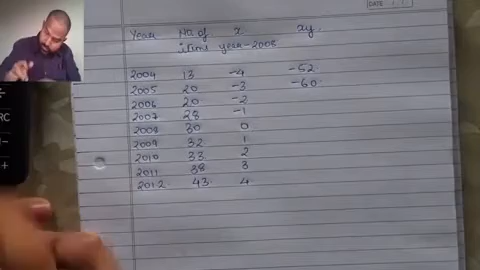 DATE
Year No. of x xy
items year-2008
2004 13 -4 -52
2005 20 -3 -60
2006 20 -2
2007 28 -1
2008 30 0
2009 32 1
2010 33 2
2011 38 3
2012 43 4
RC